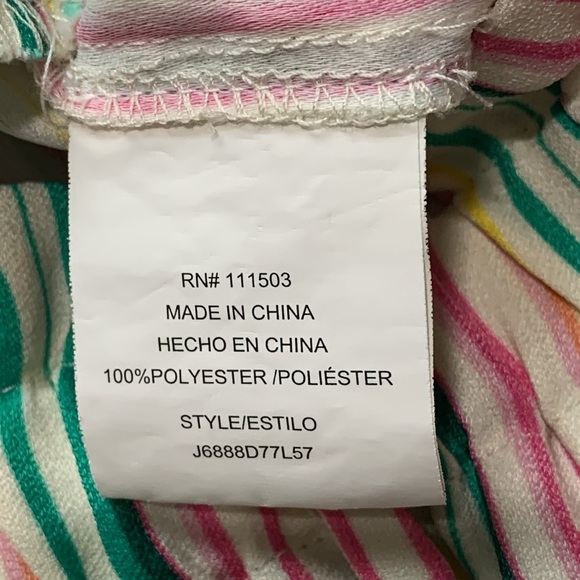 RN# 111503
MADE IN CHINA
HECHO EN CHINA
100%POLYESTER /POLIÉSTER
STYLE/ESTILO
J6888D77L57